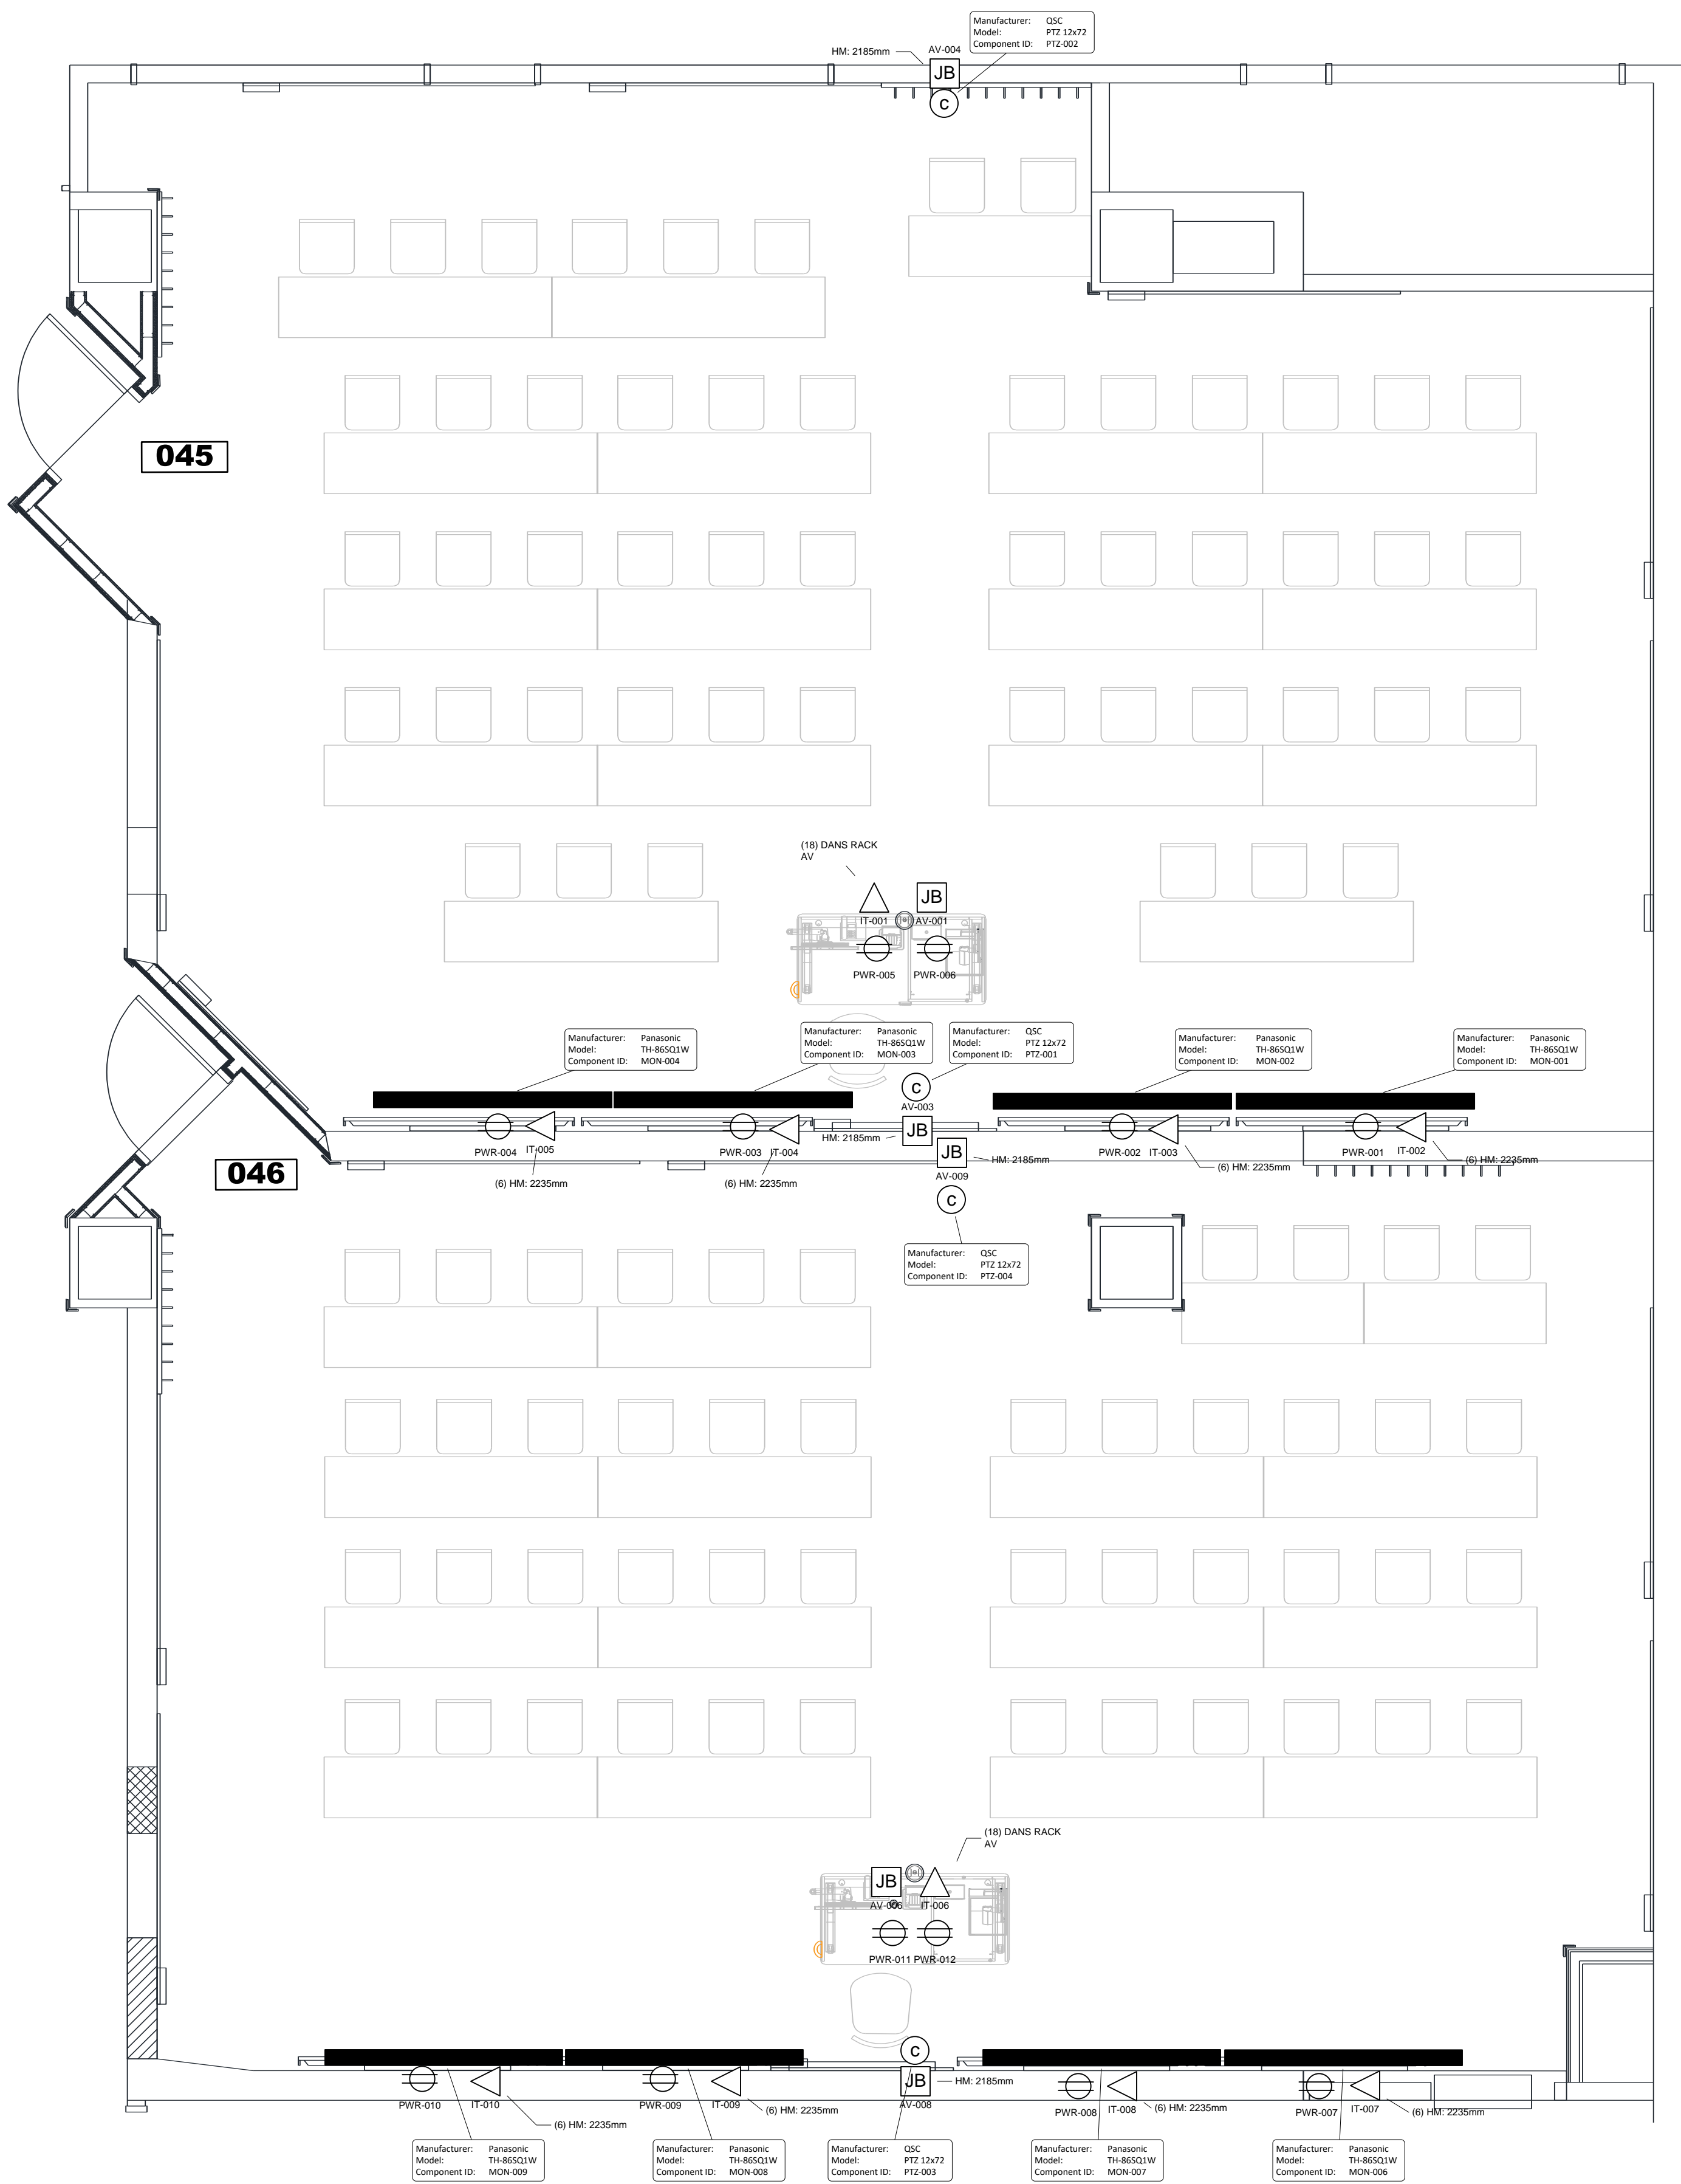 Manufacturer: QSC
Model: PTZ 12x72
Component ID: PTZ-002
HM: 2185mm
AV-004
JB
C
045
(18) DANS RACK
AV
JB
IT-001
AV-001
PWR-005
PWR-006
Manufacturer: Panasonic
Model: TH-86SQ1W
Component ID: MON-004
Manufacturer: Panasonic
Model: TH-86SQ1W
Component ID: MON-003
Manufacturer: QSC
Model: PTZ 12x72
Component ID: PTZ-001
Manufacturer: Panasonic
Model: TH-86SQ1W
Component ID: MON-002
Manufacturer: Panasonic
Model: TH-86SQ1W
Component ID: MON-001
C
AV-003
JB
HM: 2185mm
PWR-004
IT-005
PWR-003
IT-004
PWR-002
IT-003
PWR-001
IT-002
(6) HM: 2235mm
(6) HM: 2235mm
(6) HM: 2235mm
(6) HM: 2235mm
JB
HM: 2185mm
AV-009
C
046
Manufacturer: QSC
Model: PTZ 12x72
Component ID: PTZ-004
(18) DANS RACK
AV
JB
AV-006
IT-006
PWR-011
PWR-012
C
JB
HM: 2185mm
AV-008
PWR-010
IT-010
PWR-009
IT-009
PWR-008
IT-008
PWR-007
IT-007
(6) HM: 2235mm
(6) HM: 2235mm
(6) HM: 2235mm
(6) HM: 2235mm
Manufacturer: Panasonic
Model: TH-86SQ1W
Component ID: MON-009
Manufacturer: Panasonic
Model: TH-86SQ1W
Component ID: MON-008
Manufacturer: QSC
Model: PTZ 12x72
Component ID: PTZ-003
Manufacturer: Panasonic
Model: TH-86SQ1W
Component ID: MON-007
Manufacturer: Panasonic
Model: TH-86SQ1W
Component ID: MON-006